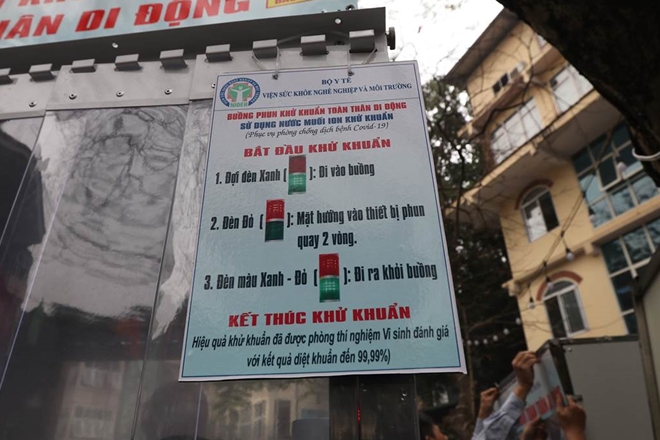 ÂN DI ĐỘNG
BỘ Y TẾ
VIỆN SỨC KHỎE NGHỀ NGHIỆP VÀ MÔI TRƯỜNG
BUỒNG PHUN KHỬ KHUẨN TOÀN THÂN DI ĐỘNG
SỬ DỤNG NƯỚC MUỐI ION KHỬ KHUẨN
(Phục vụ phòng chống dịch bệnh Covid-19)
BẮT ĐẦU KHỬ KHUẨN
1. Đợi đèn Xanh ( ): Đi vào buồng
2. Đèn Đỏ ( ): Mặt hướng vào thiết bị phun
quay 2 vòng.
3. Đèn màu Xanh - Đỏ ( ): Đi ra khỏi buồng
KẾT THÚC KHỬ KHUẨN
Hiệu quả khử khuẩn đã được phòng thí nghiệm Vi sinh đánh giá
với kết quả diệt khuẩn đến 99,99%)